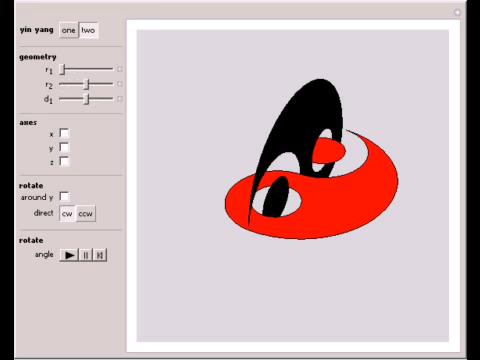 yin yang one two
geometry
r1
r2
d1
axes
x
y
z
rotate
around y
direct cw ccw
rotate
angle